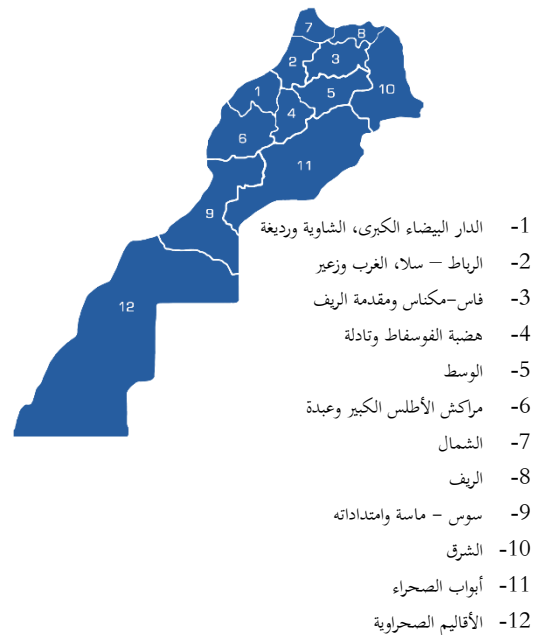 7
8
2
3
1
5
10
4
6
11
9
12
1- الدار البيضاء الكبرى، الشاوية ورديغة
2- الرباط – سلا، الغرب وزعير
3- فاس-مكناس ومقدمة الريف
4- هضبة الفوسفاط وتادلة
5- الوسط
6- مراكش الأطلس الكبير وعبدة
7- الشمال
8- الريف
9- سوس – ماسة وامتداداته
10- الشرق
11- أبواب الصحراء
12- الأقاليم الصحراوية